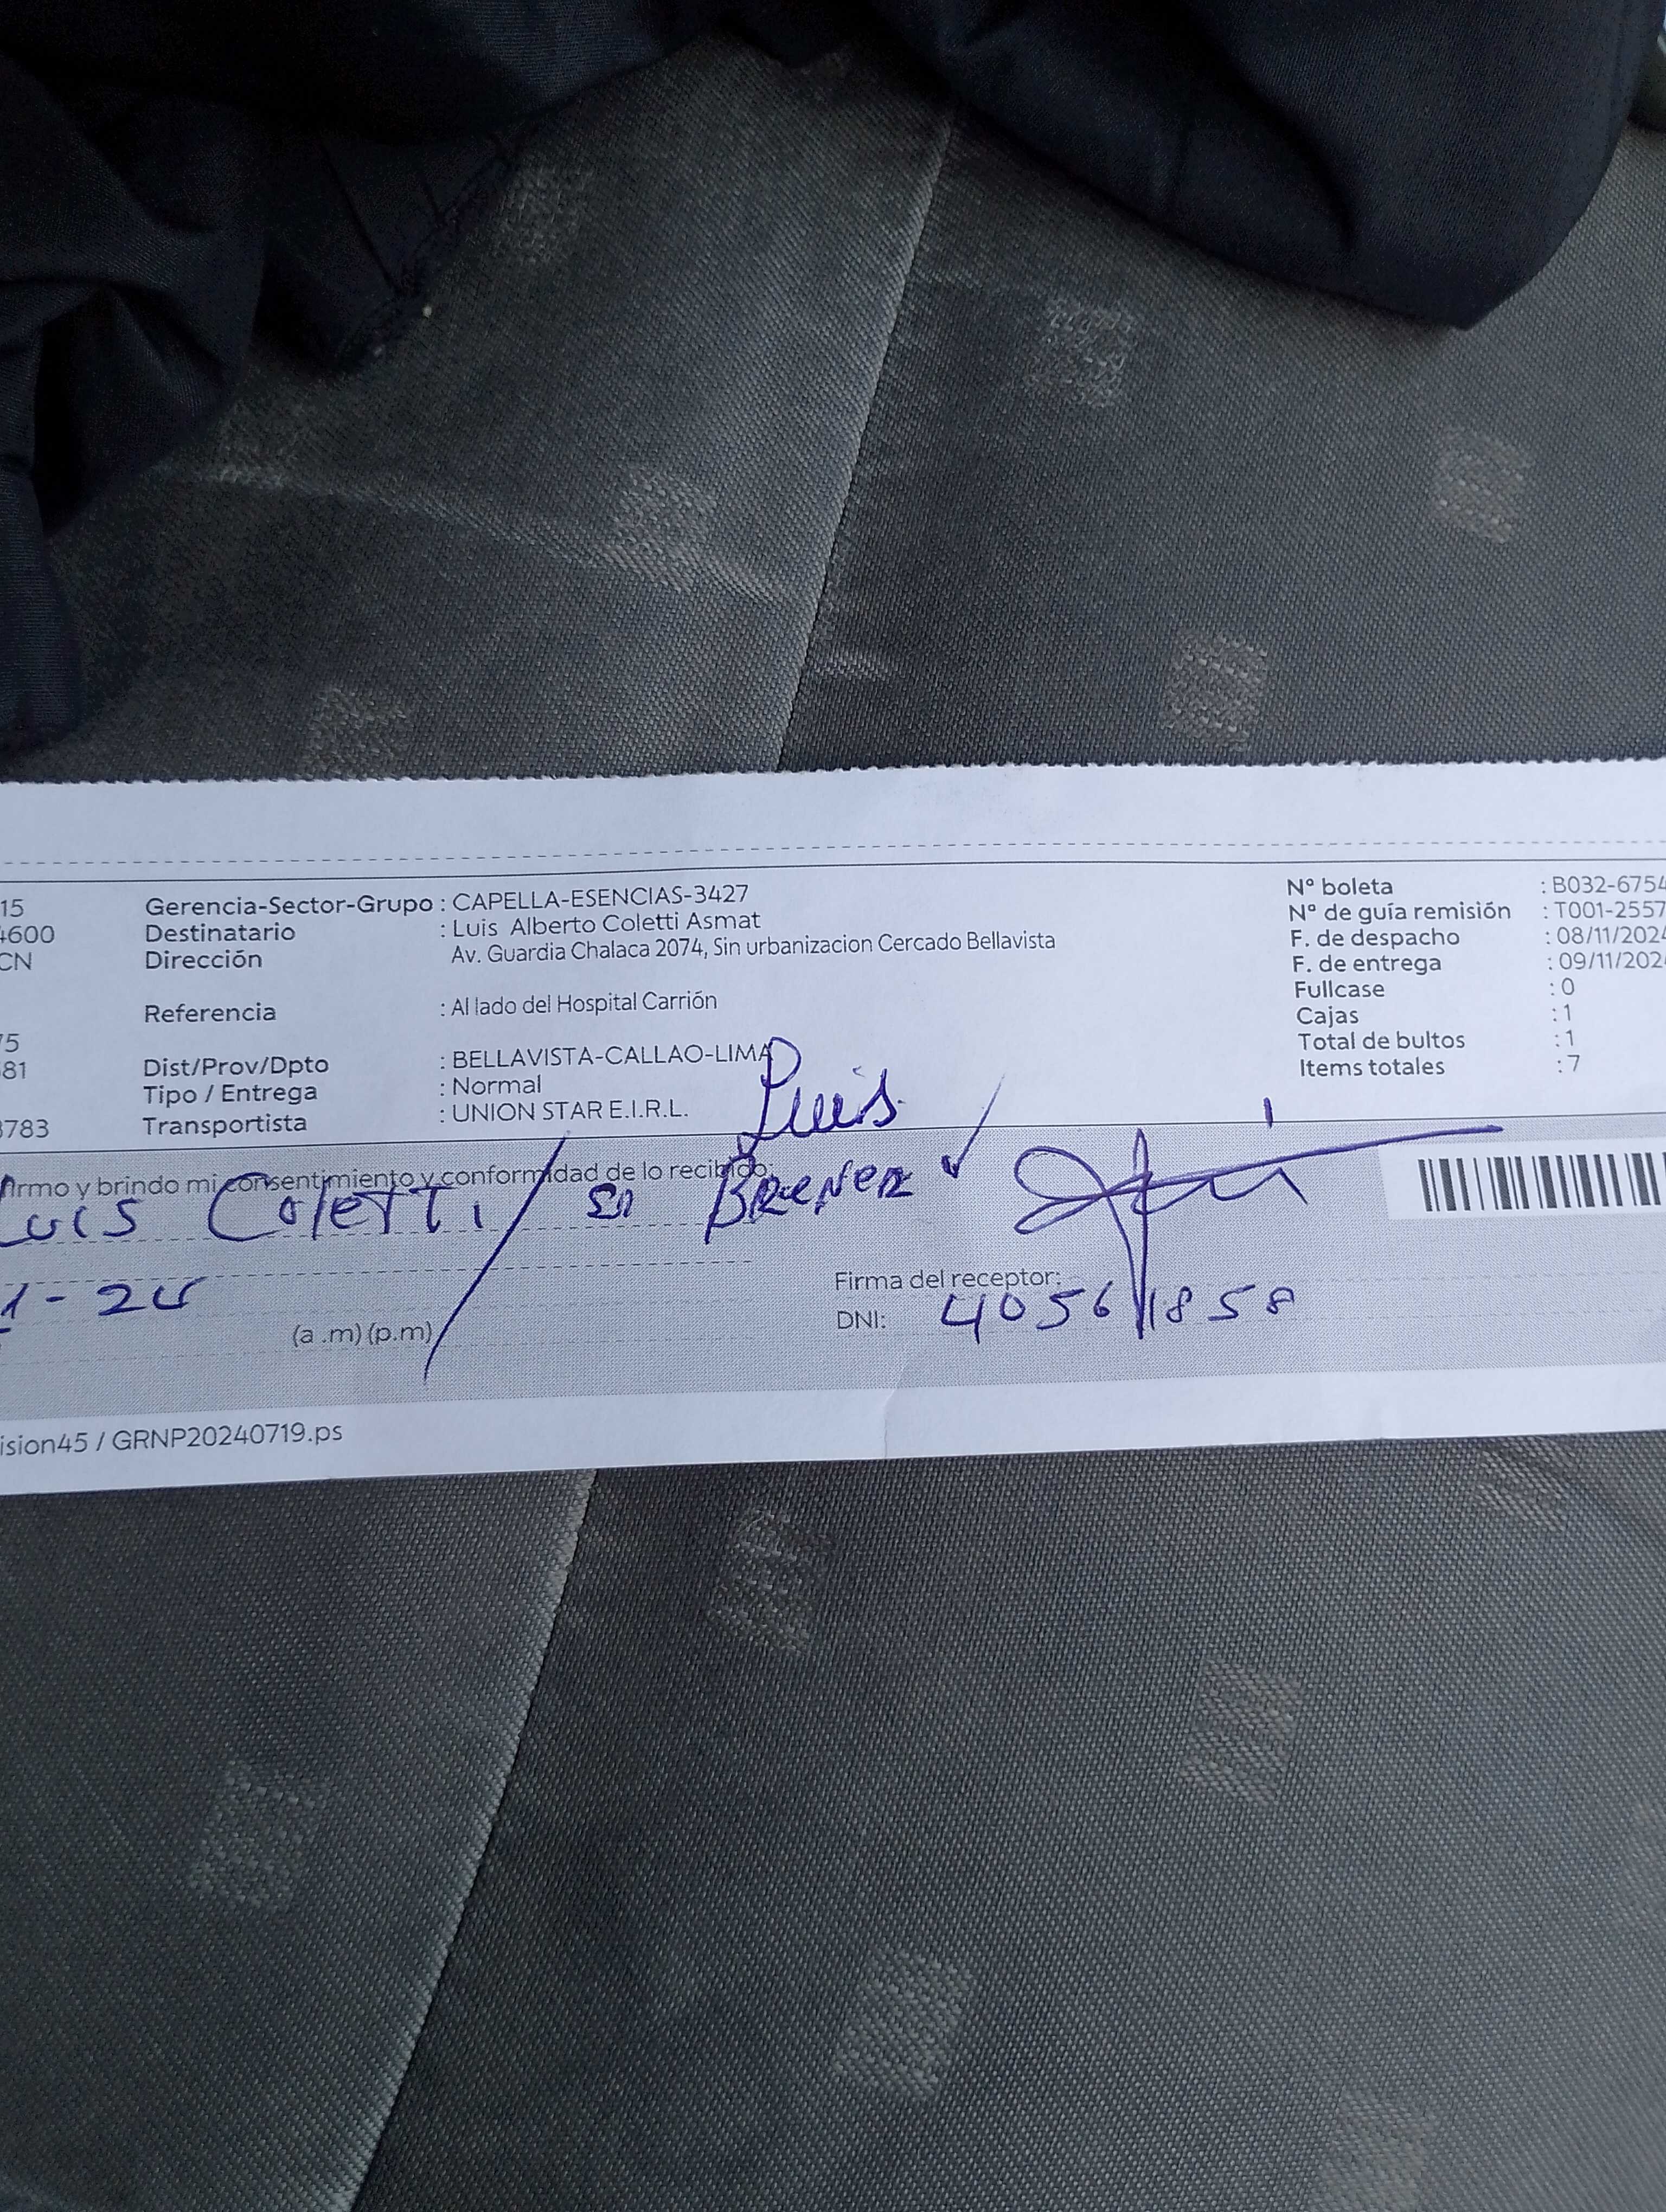 15 Gerencia-Sector-Grupo : CAPELLA-ESENCIAS-3427 N° boleta : B032-6754
4600 Destinatario : Luis Alberto Coletti Asmat N° de guía remisión : T001-2557
CN Dirección Av. Guardia Chalaca 2074, Sin urbanizacion Cercado Bellavista F. de despacho : 08/11/2024
F. de entrega : 09/11/202
Referencia : Al lado del Hospital Carrión Fullcase : 0
75 Cajas : 1
81 Dist/Prov/Dpto : BELLAVISTA-CALLAO-LIMA Total de bultos : 1
Tipo / Entrega : Normal Items totales : 7
3783 Transportista : UNION STAR E.I.R.L.
Luis
firmo y brindo mi consentimiento y conformidad de lo recibido:
Luis Coletti /
1-24
(a .m) (p.m)
Firma del receptor:
DNI: 40561858
ision45 / GRNP20240719.ps